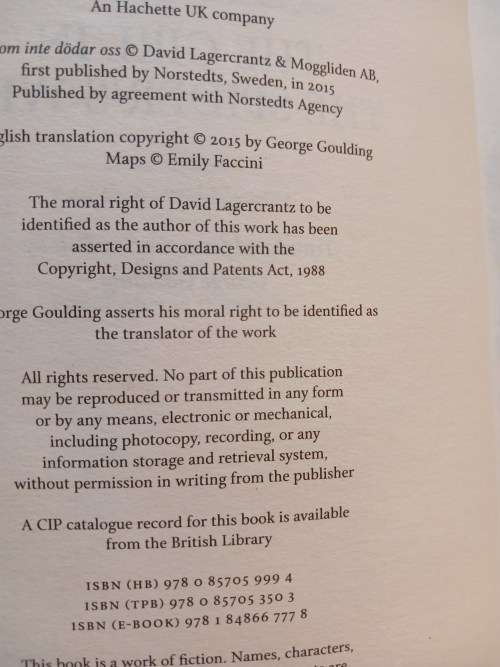 An Hachette UK company
om inte dödar oss © David Lagercrantz & Moggliden AB,
first published by Norstedts, Sweden, in 2015
Published by agreement with Norstedts Agency
glish translation copyright © 2015 by George Goulding
Maps © Emily Faccini
The moral right of David Lagercrantz to be
identified as the author of this work has been
asserted in accordance with the
Copyright, Designs and Patents Act, 1988
orge Goulding asserts his moral right to be identified as
the translator of the work
All rights reserved. No part of this publication
may be reproduced or transmitted in any form
or by any means, electronic or mechanical,
including photocopy, recording, or any
information storage and retrieval system,
without permission in writing from the publisher
A CIP catalogue record for this book is available
from the British Library
ISBN (HB) 978 0 85705 999 4
ISBN (TPB) 978 0 85705 350 3
ISBN (E-BOOK) 978 1 84866 777 8
This book is a work of fiction. Names, characters,
are